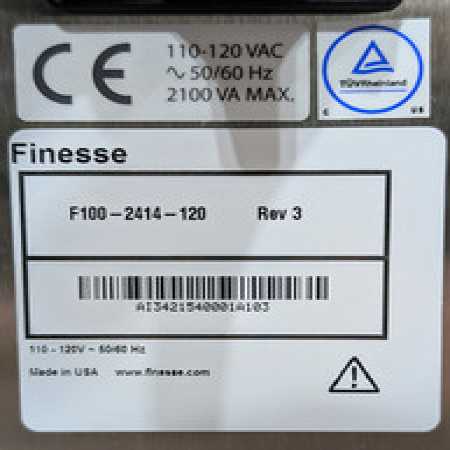 CE
110-120 VAC
∿ 50/60 Hz
2100 VA MAX.
TÜVRheinland
C US
Finesse
F100-2414-120 Rev 3
AI3421540001A103
110 - 120V ~ 50/60 Hz
Made in USA www.finesse.com